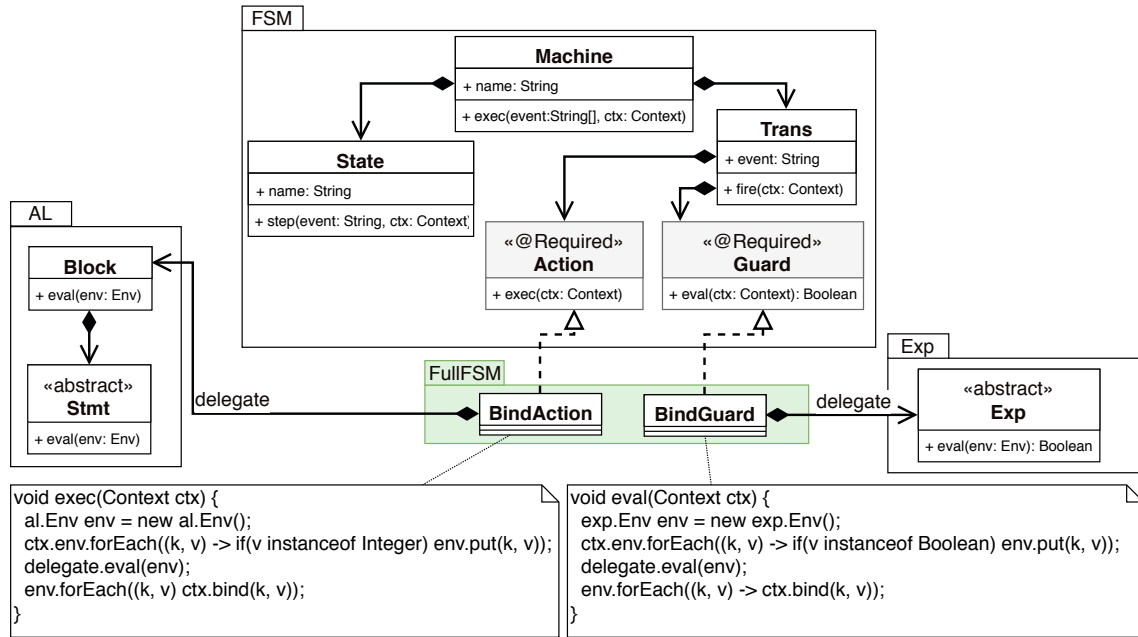 FSM
Machine
+ name: String
+ exec(event:String[], ctx: Context)
Trans
+ event: String
+ fire(ctx: Context)
State
+ name: String
+ step(event: String, ctx: Context)
AL
Block
+ eval(env: Env)
«@Required»
Action
+ exec(ctx: Context)
«@Required»
Guard
+ eval(ctx: Context): Boolean
«abstract»
Stmt
+ eval(env: Env)
delegate
FullFSM
BindAction
BindGuard
delegate
Exp
«abstract»
Exp
+ eval(env: Env): Boolean
void exec(Context ctx) {
al.Env env = new al.Env();
ctx.env.forEach((k, v) -> if(v instanceof Integer) env.put(k, v));
delegate.eval(env);
env.forEach((k, v) ctx.bind(k, v));
}
void eval(Context ctx) {
exp.Env env = new exp.Env();
ctx.env.forEach((k, v) -> if(v instanceof Boolean) env.put(k, v));
delegate.eval(env);
env.forEach((k, v) -> ctx.bind(k, v));
}